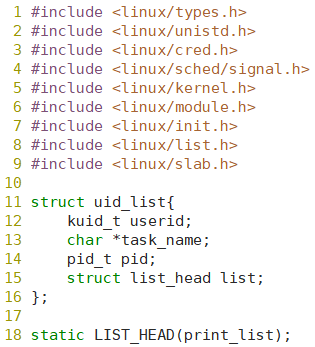 1 #include <linux/types.h>
2 #include <linux/unistd.h>
3 #include <linux/cred.h>
4 #include <linux/sched/signal.h>
5 #include <linux/kernel.h>
6 #include <linux/module.h>
7 #include <linux/init.h>
8 #include <linux/list.h>
9 #include <linux/slab.h>
10
11 struct uid_list{
12     kuid_t userid;
13     char *task_name;
14     pid_t pid;
15     struct list_head list;
16 };
17
18 static LIST_HEAD(print_list);